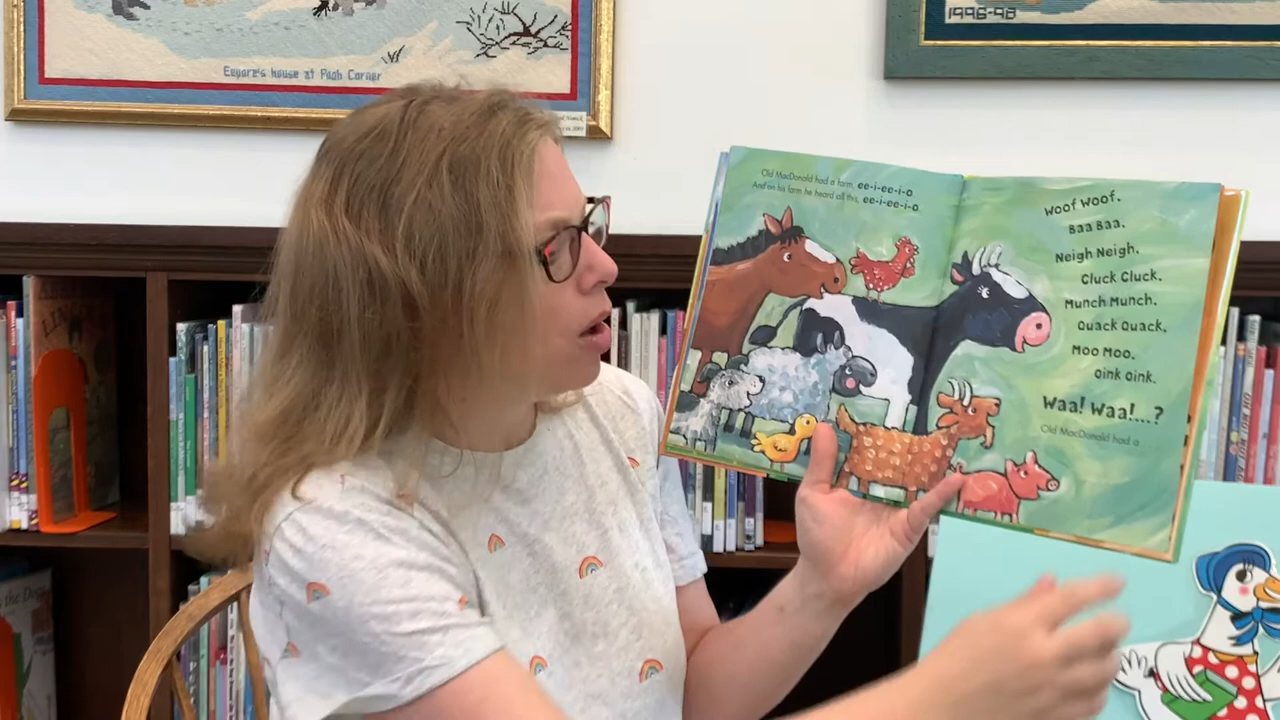 Eeyore's house at Pooh Corner
1996-98
Old MacDonald had a farm, ee-i-ee-i-o.
And on his farm he heard all this, ee-i-ee-i-o.
Woof Woof.
Baa Baa.
Neigh Neigh.
Cluck Cluck.
Munch Munch.
Quack Quack.
Moo Moo.
Oink Oink.
Waa! Waa!...?
Old MacDonald had a
the Dog